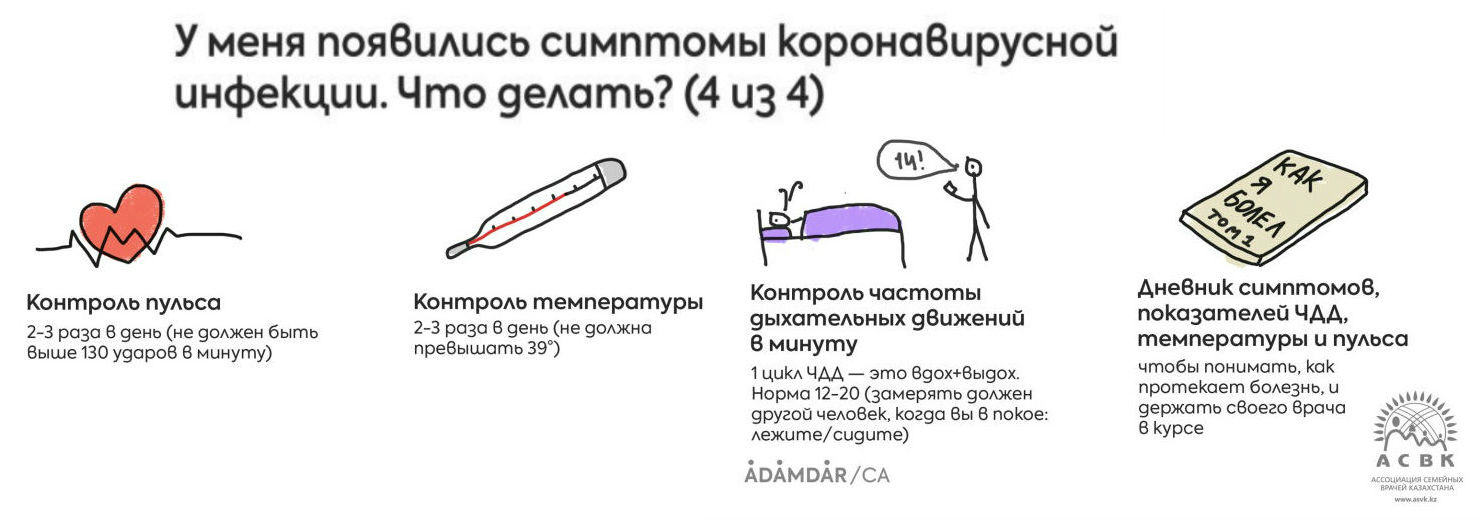 У меня появились симптомы коронавирусной
инфекции. Что делать? (4 из 4)
Контроль пульса
2-3 раза в день (не должен быть
выше 130 ударов в минуту)
Контроль температуры
2-3 раза в день (не должна
превышать 39°)
14!
Контроль частоты
дыхательных движений
в минуту
1 цикл ЧДД — это вдох+выдох.
Норма 12-20 (замерять должен
другой человек, когда вы в покое:
лежите/сидите)
КАК
Я
БОЛЕЛ
ТОМ 1
Дневник симптомов,
показателей ЧДД,
температуры и пульса
чтобы понимать, как
протекает болезнь, и
держать своего врача
в курсе
ADAMDAR/CA
АСВК
АССОЦИАЦИЯ СЕМЕЙНЫХ
ВРАЧЕЙ КАЗАХСТАНА
www.asvk.kz